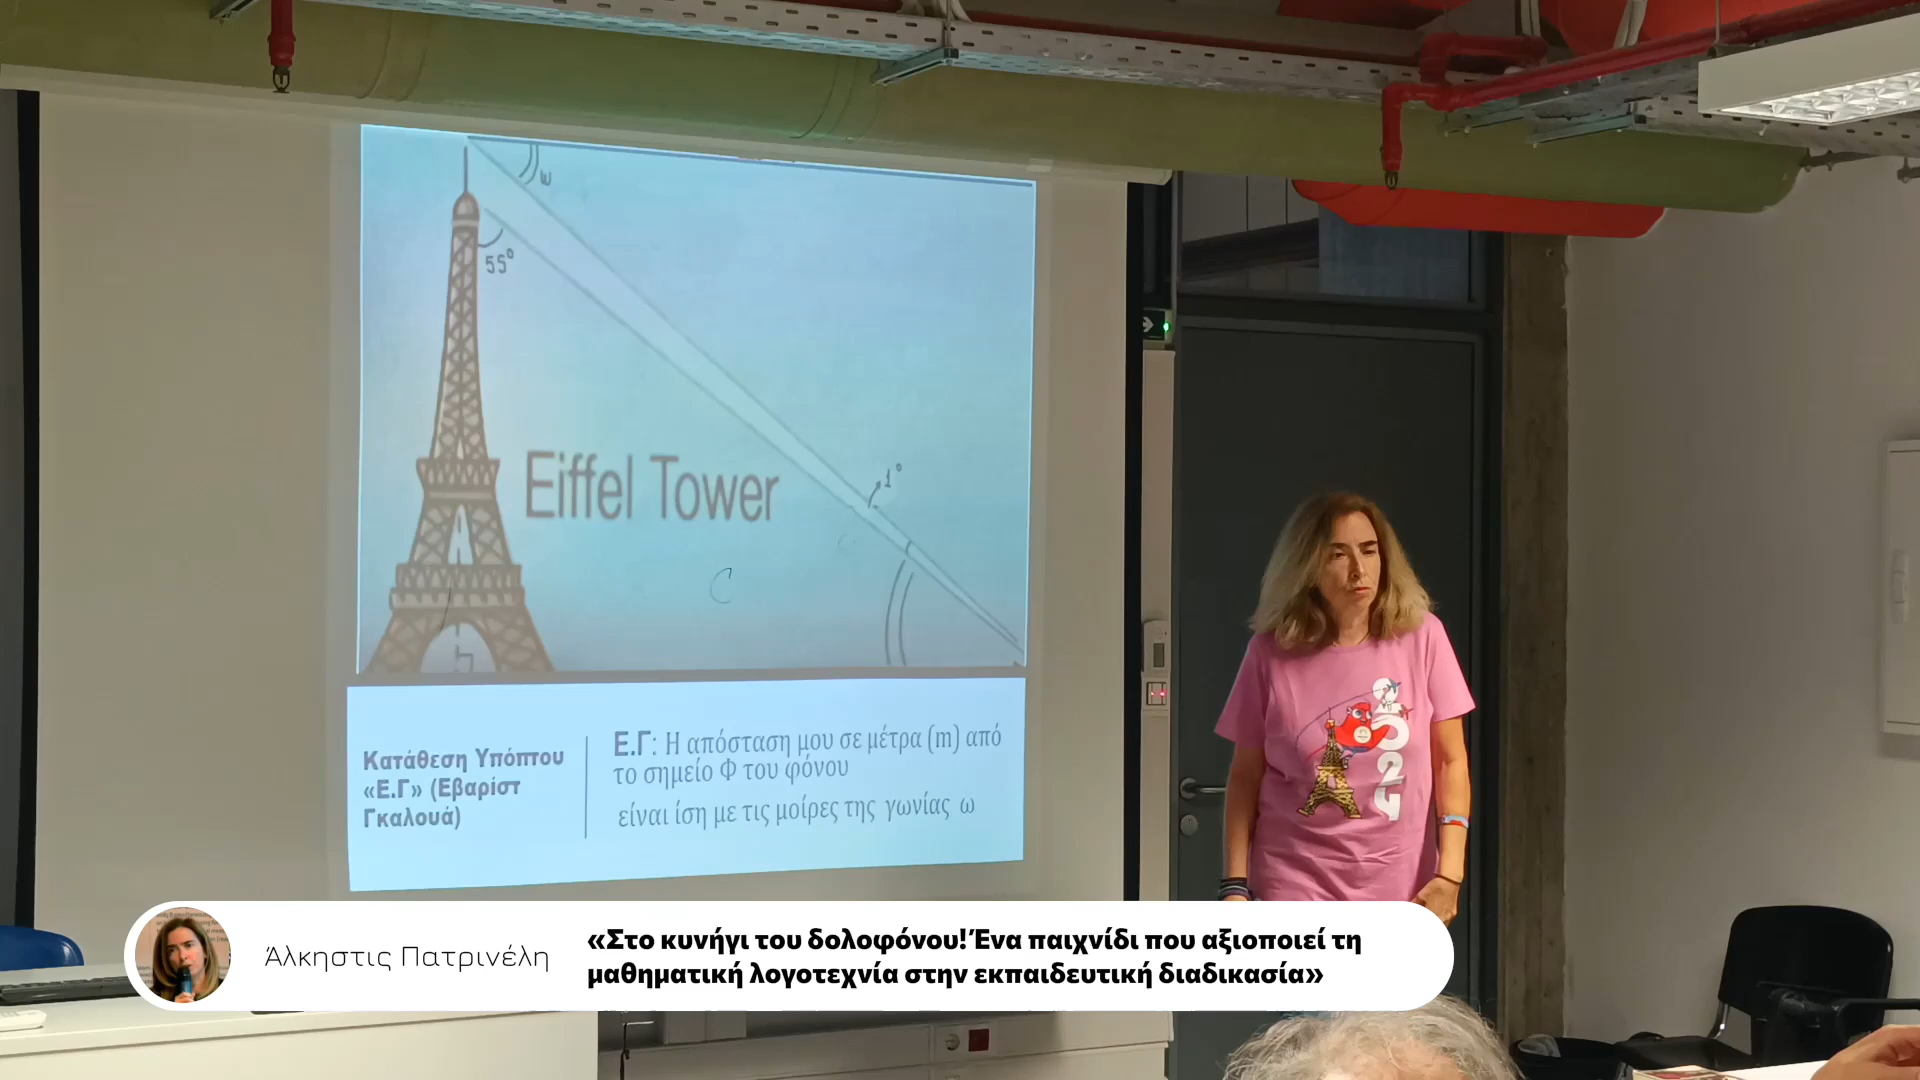 ω
55°
1°
Eiffel Tower
Κατάθεση Υπόπτου
«Ε.Γ» (Εβαρίστ
Γκαλουά)
Ε.Γ: Η απόσταση μου σε μέτρα (m) από
το σημείο Φ του φόνου
είναι ίση με τις μοίρες της γωνίας ω
2024
Άλκηστις Πατρινέλη
«Στο κυνήγι του δολοφόνου! Ένα παιχνίδι που αξιοποιεί τη
μαθηματική λογοτεχνία στην εκπαιδευτική διαδικασία»